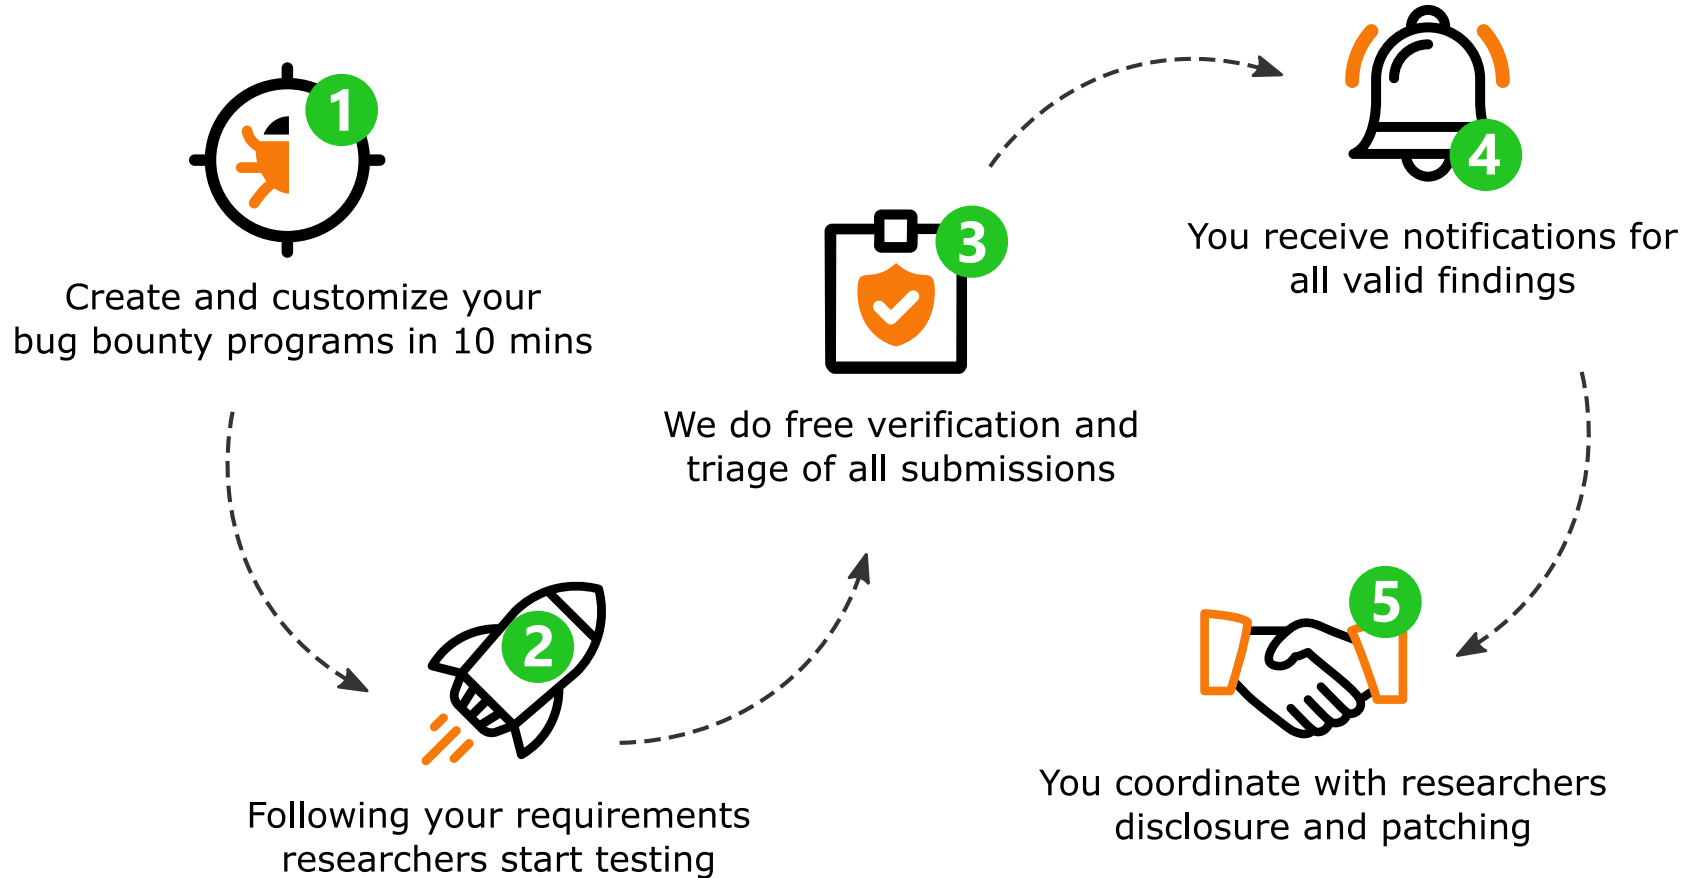 1
Create and customize your
bug bounty programs in 10 mins
2
Following your requirements
researchers start testing
3
We do free verification and
triage of all submissions
4
You receive notifications for
all valid findings
5
You coordinate with researchers
disclosure and patching